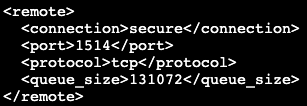 <remote>
  <connection>secure</connection>
  <port>1514</port>
  <protocol>tcp</protocol>
  <queue_size>131072</queue_size>
</remote>